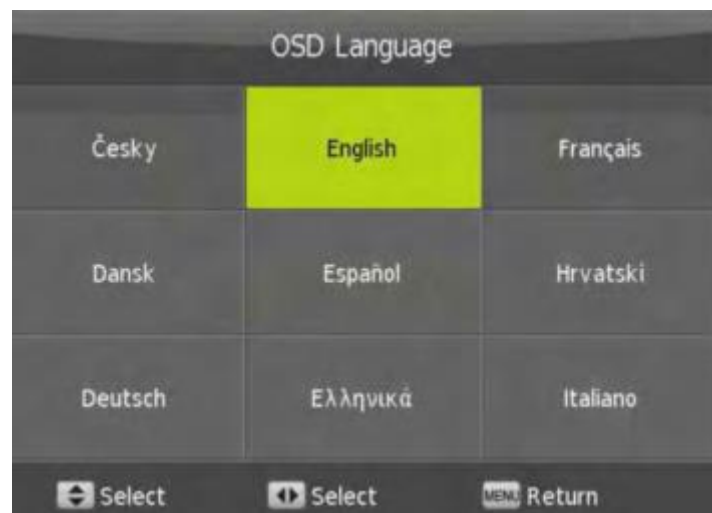 OSD Language
Česky English Français
Dansk Español Hrvatski
Deutsch Ελληνικά Italiano
Select Select MENU Return